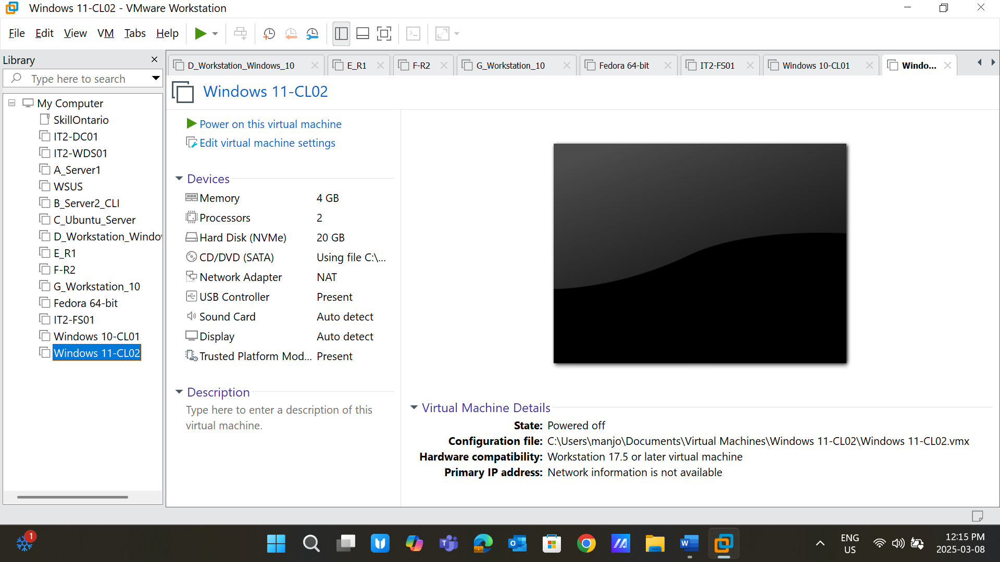 Windows 11-CL02 - VMware Workstation
File Edit View VM Tabs Help
Library
Type here to search
My Computer
SkillOntario
IT2-DC01
IT2-WDS01
A_Server1
WSUS
B_Server2_CLI
C_Ubuntu_Server
D_Workstation_Windo
E_R1
F-R2
G_Workstation_10
Fedora 64-bit
IT2-FS01
Windows 10-CL01
Windows 11-CL02
D_Workstation_Windows_10 E_R1 F-R2 G_Workstation_10 Fedora 64-bit IT2-FS01 Windows 10-CL01 Windo...
Windows 11-CL02
Power on this virtual machine
Edit virtual machine settings
Devices
Memory 4 GB
Processors 2
Hard Disk (NVMe) 20 GB
CD/DVD (SATA) Using file C:\...
Network Adapter NAT
USB Controller Present
Sound Card Auto detect
Display Auto detect
Trusted Platform Mod... Present
Description
Type here to enter a description of this
virtual machine.
Virtual Machine Details
State: Powered off
Configuration file: C:\Users\manjo\Documents\Virtual Machines\Windows 11-CL02\Windows 11-CL02.vmx
Hardware compatibility: Workstation 17.5 or later virtual machine
Primary IP address: Network information is not available
1
ENG
US
12:15 PM
2025-03-08